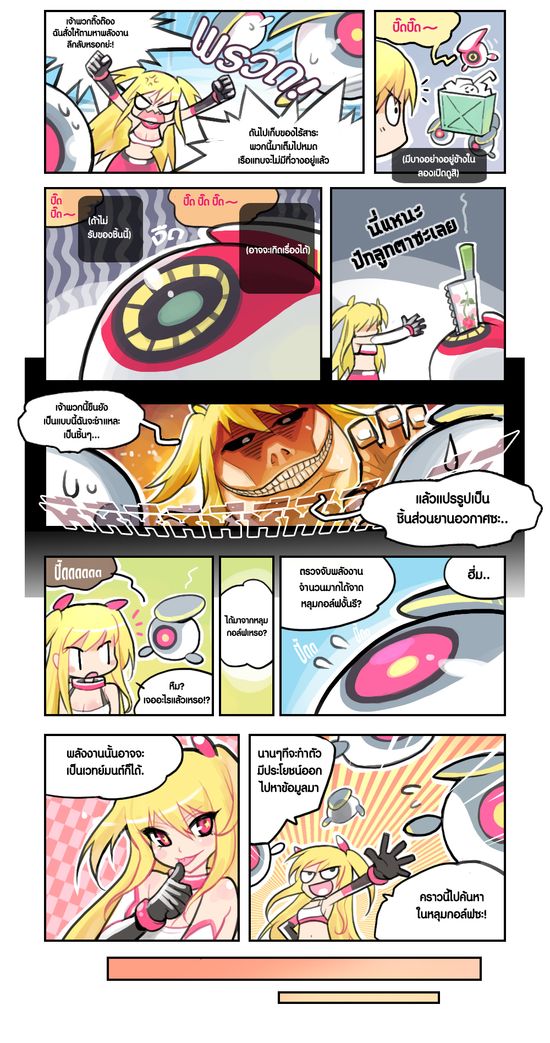 เจ้าพวกติ๊งต๊อง
ฉันสั่งให้ตามหาพลังงาน
ลึกลับหรอกย่ะ!
พรวด!!
ดันไปเก็บของไร้สาระ
พวกนี้มาเต็มไปหมด
เรือแทบจะไม่มีที่วางอยู่แล้ว
ปี๊ดปี๊ด~
(มีบางอย่างอยู่ข้างใน
ลองเปิดดูสิ)
ปี๊ด
ปี๊ด~
(ถ้าไม่
รับของชิ้นนี้)
ปี๊ด ปี๊ด ปี๊ด~
(อาจจะเกิดเรื่องได้)
นี่แหนะ
ปักลูกตาซะเลย
เจ้าพวกนี้ขืนยัง
เป็นแบบนี้ฉันจะชำแหละ
เป็นชิ้นๆ...
แล้วแปรรูปเป็น
ชิ้นส่วนยานอวกาศซะ..
ปี๊ดดดดดด
หืม?
เจออะไรแล้วเหรอ!?
ได้มาจากหลุม
กอล์ฟเหรอ?
ตรวจจับพลังงาน
จำนวนมากได้จาก
หลุมกอล์ฟงั้นรึ?
ฮึ่ม..
พลังงานนั้นอาจจะ
เป็นเวทย์มนต์ก็ได้.
นานๆทีจะทำตัว
มีประโยชน์ออก
ไปหาข้อมูลมา
คราวนี้ไปค้นหา
ในหลุมกอล์ฟซะ!